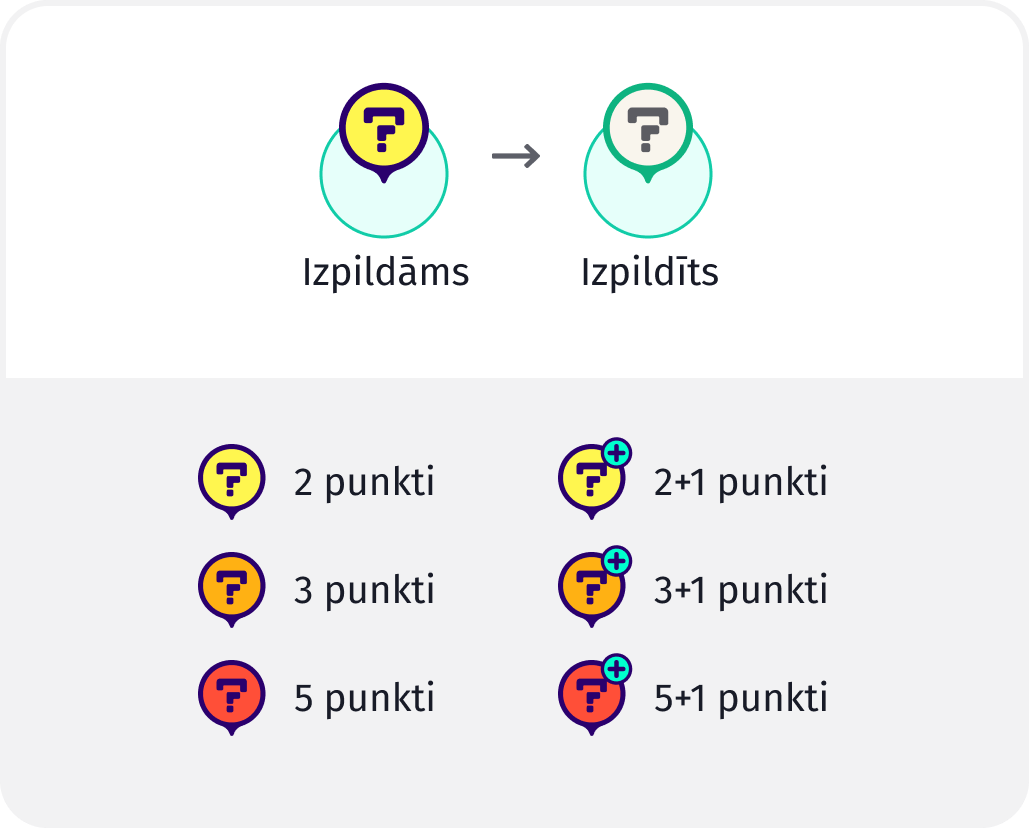 Izpildāms → Izpildīts
2 punkti 2+1 punkti
3 punkti 3+1 punkti
5 punkti 5+1 punkti